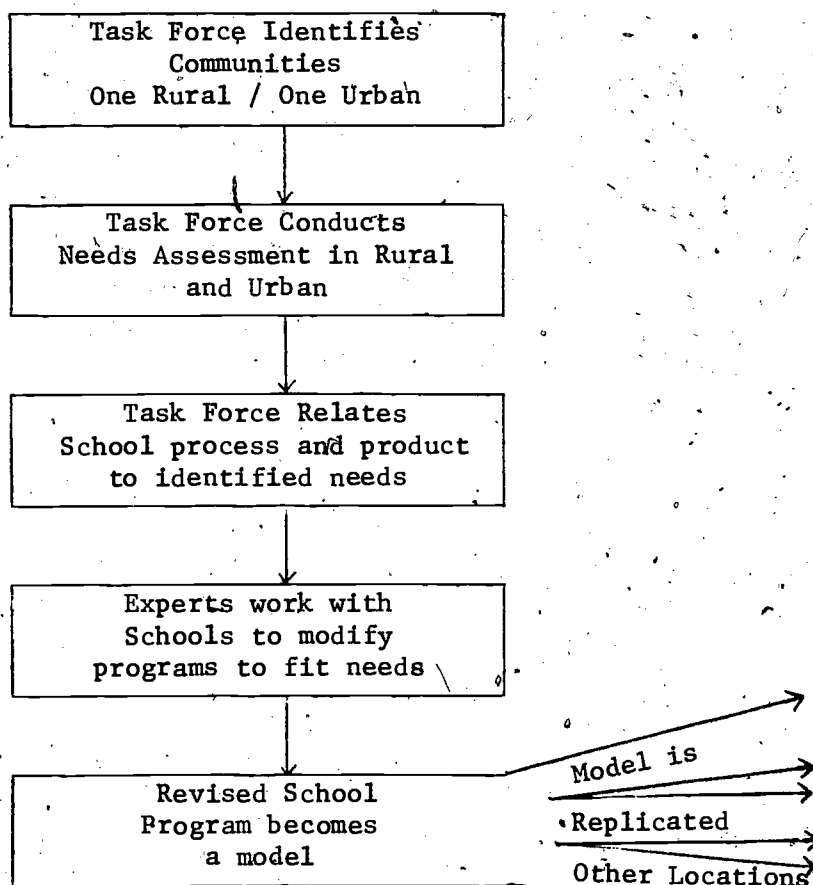 Task Force Identifies
Communities
One Rural / One Urban
Task Force Conducts
Needs Assessment in Rural
and Urban
Task Force Relates
School process and product
to identified needs
Experts work with
Schools to modify
programs to fit needs
Revised School
Program becomes
a model
Model is
Replicated
Other Locations